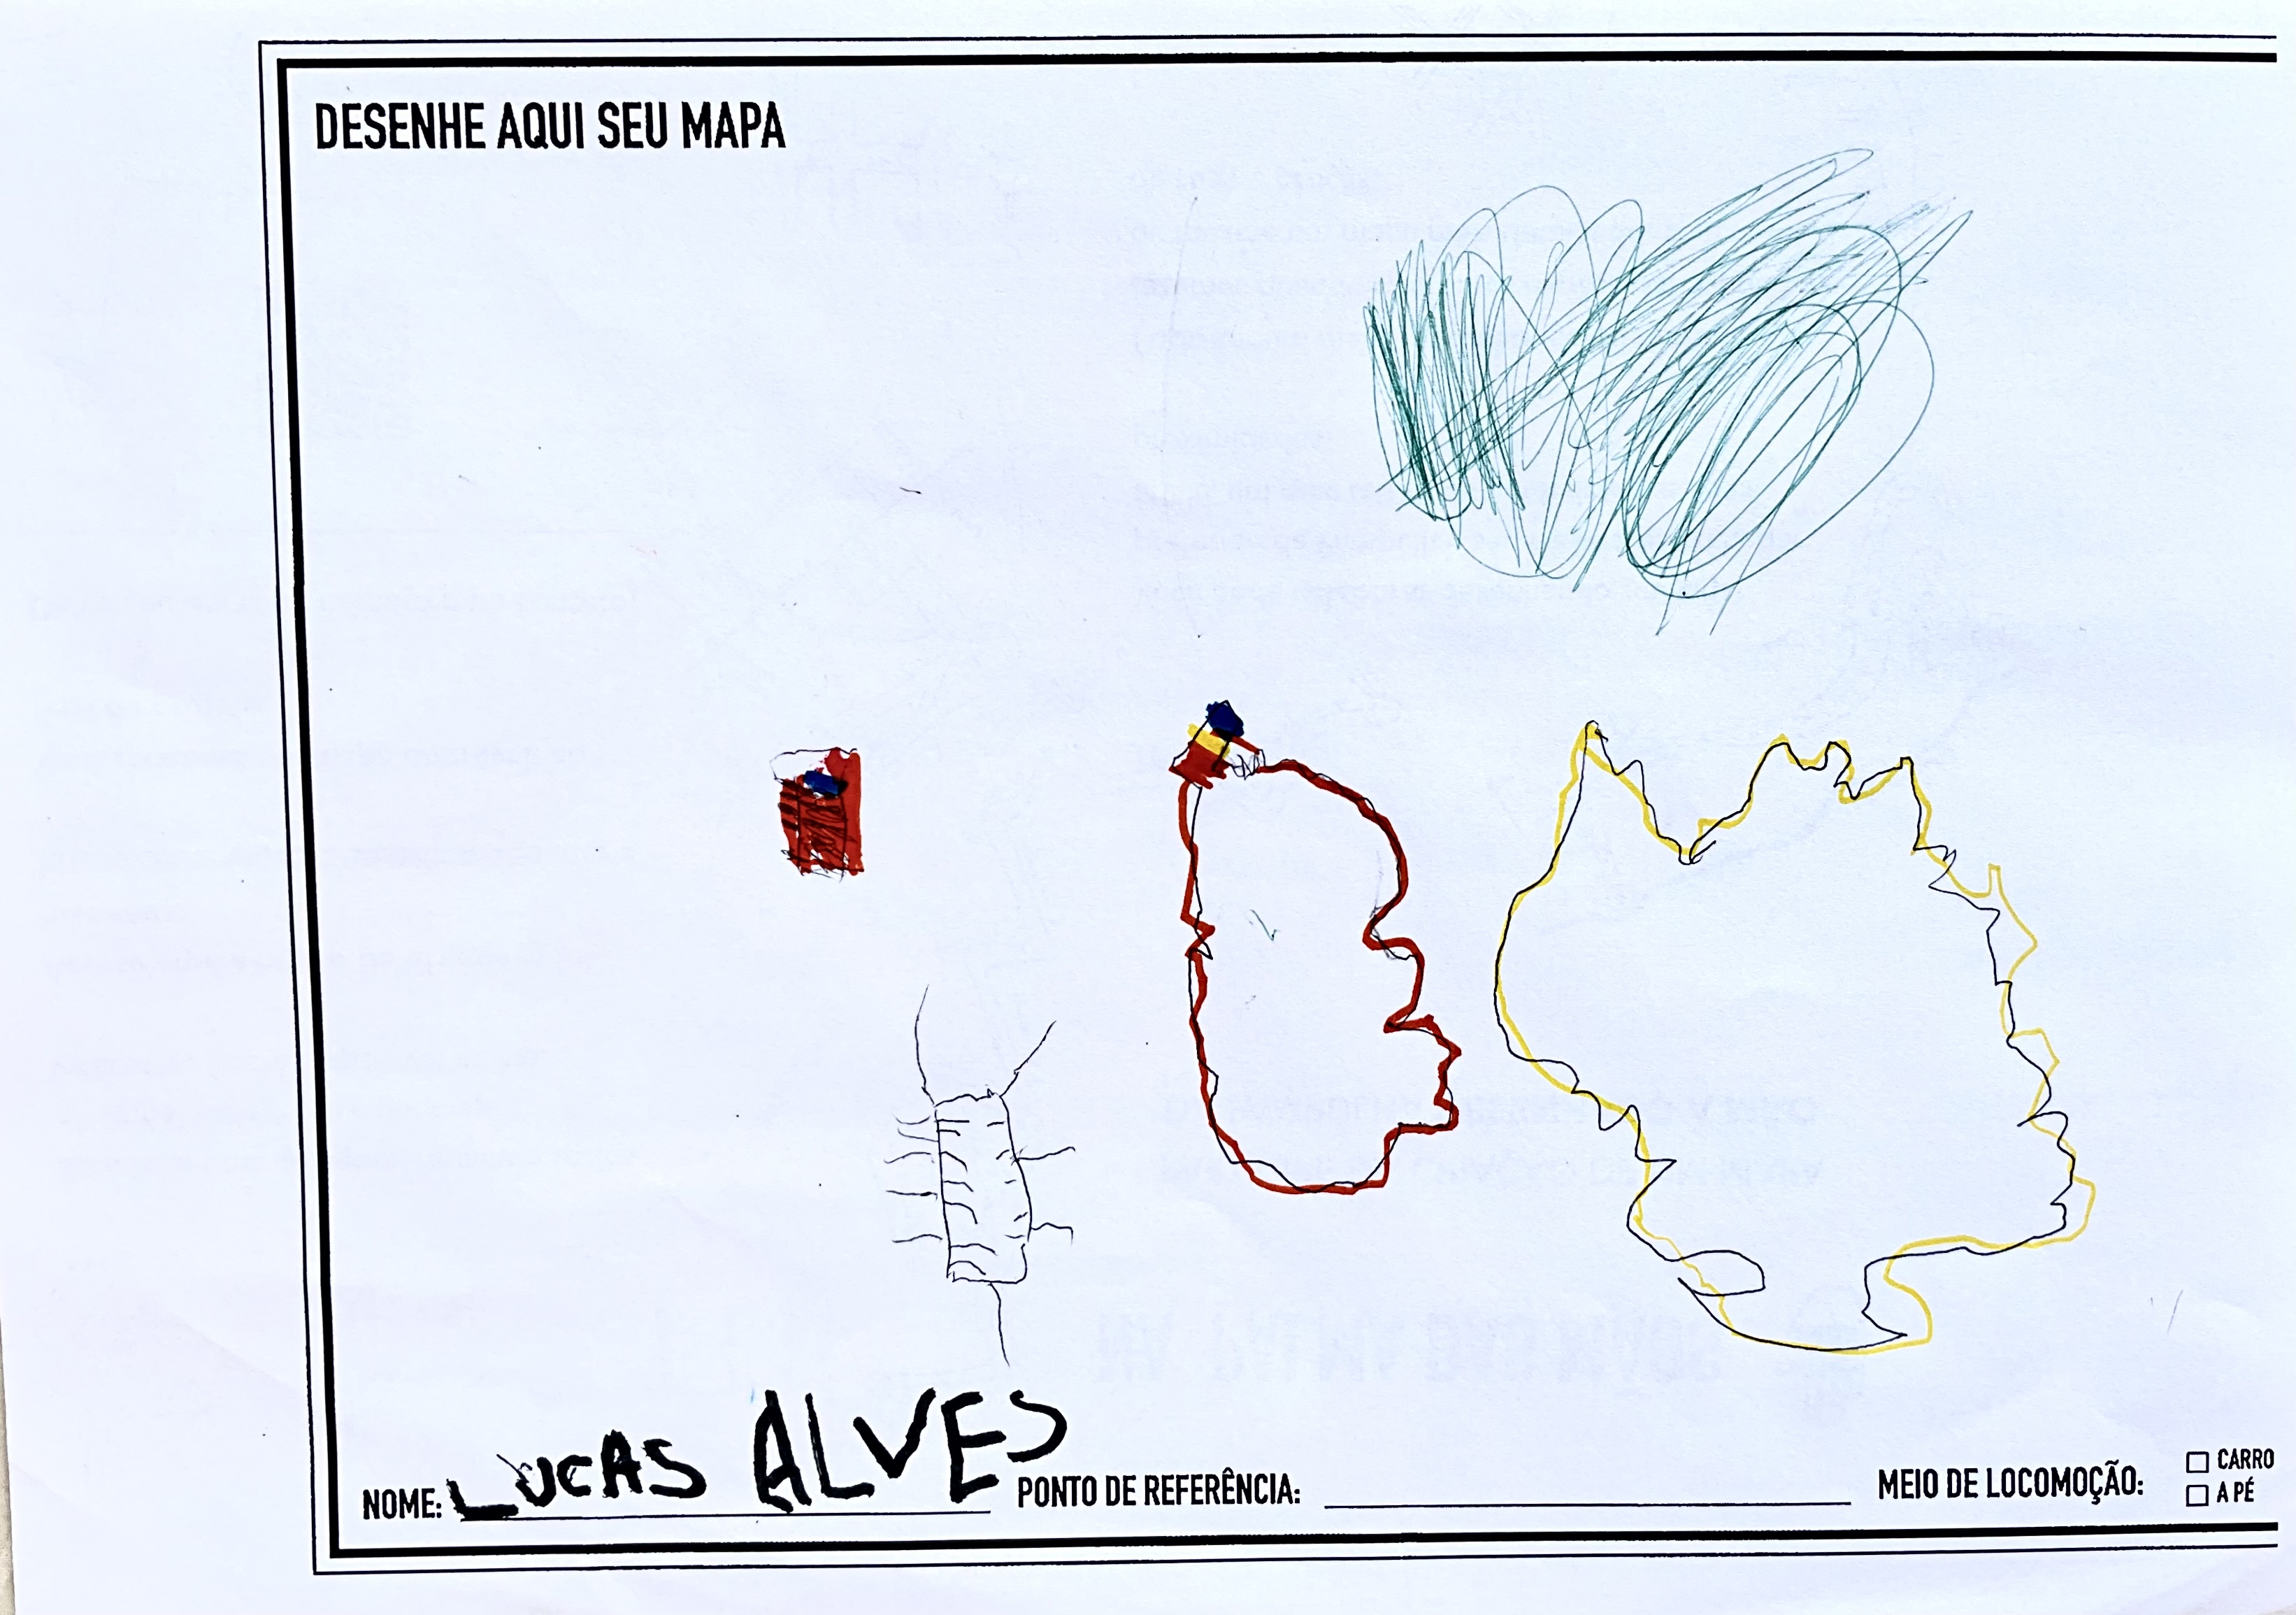 DESENHE AQUI SEU MAPA
NOME: LUCAS ALVES PONTO DE REFERÊNCIA: MEIO DE LOCOMOÇÃO: CARRO
A PÉ